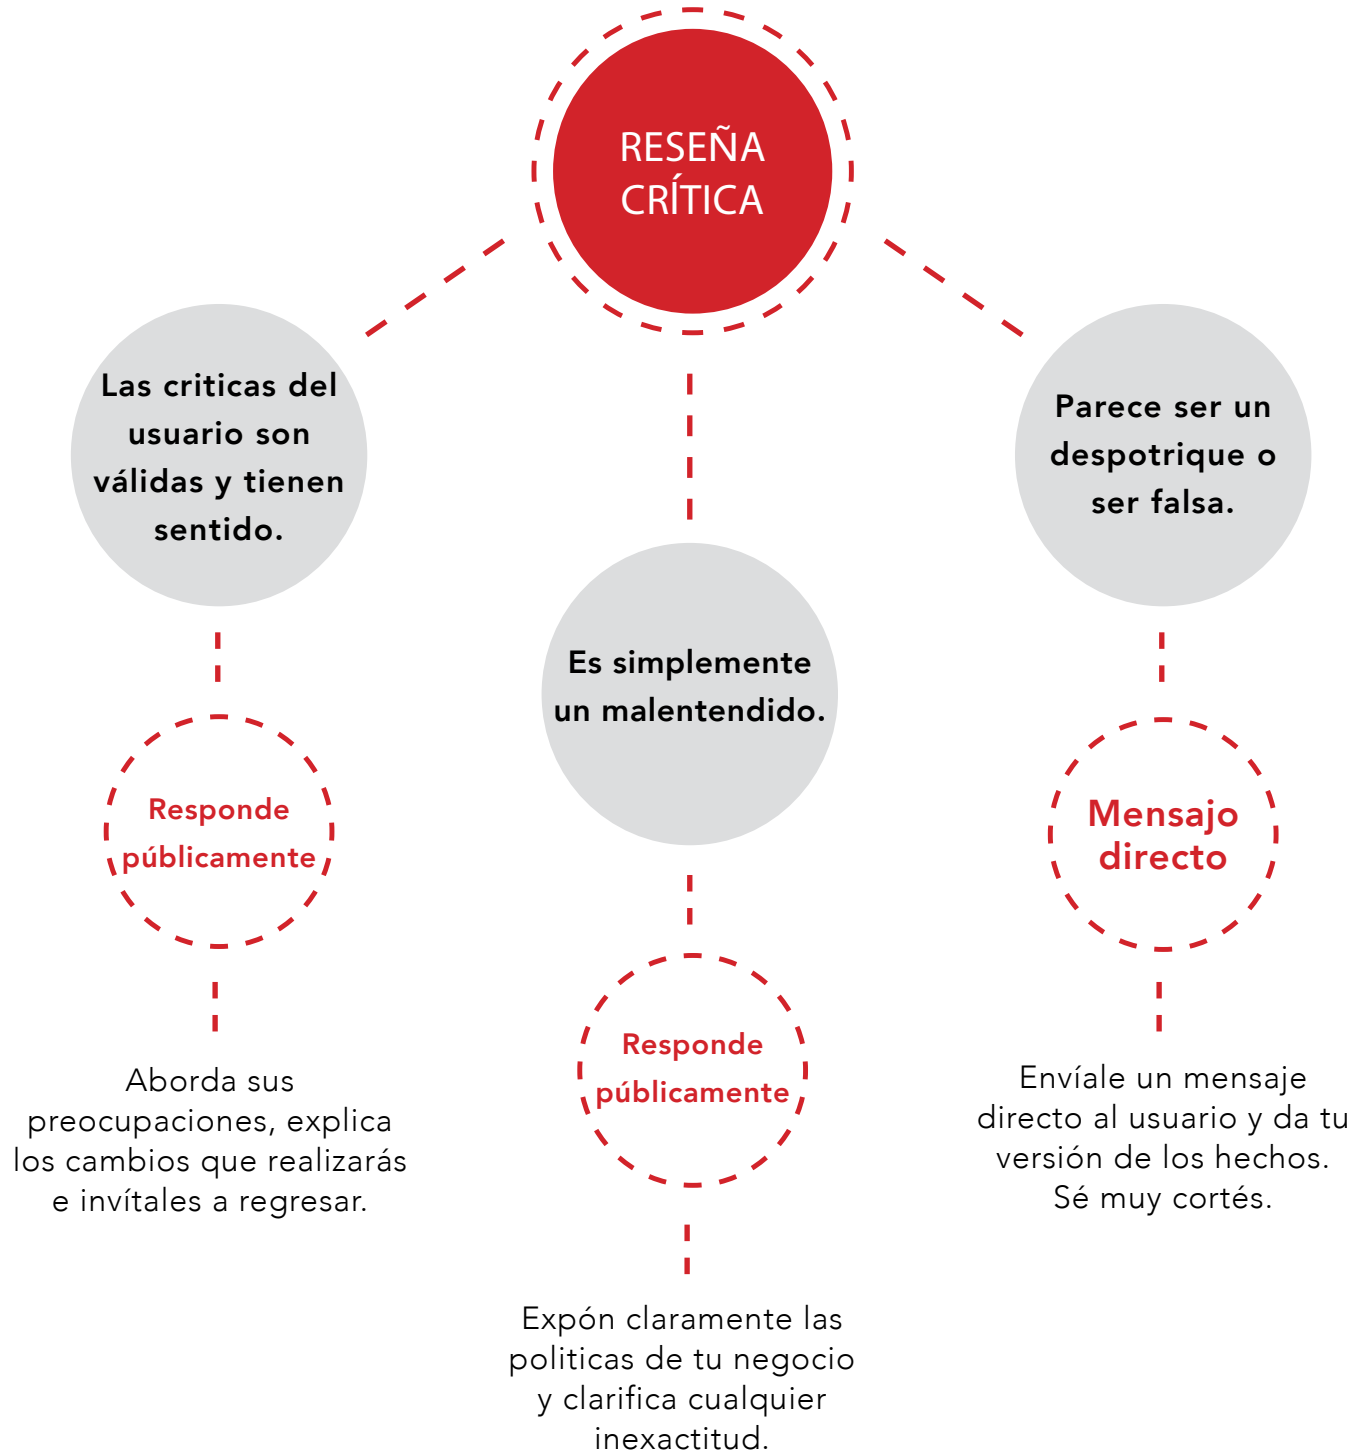 RESEÑA
CRÍTICA
Las criticas del
usuario son
válidas y tienen
sentido.
Responde
públicamente
Aborda sus
preocupaciones, explica
los cambios que realizarás
e invítales a regresar.
Es simplemente
un malentendido.
Responde
públicamente
Expón claramente las
politicas de tu negocio
y clarifica cualquier
inexactitud.
Parece ser un
despotrique o
ser falsa.
Mensajo
directo
Envíale un mensaje
directo al usuario y da tu
versión de los hechos.
Sé muy cortés.